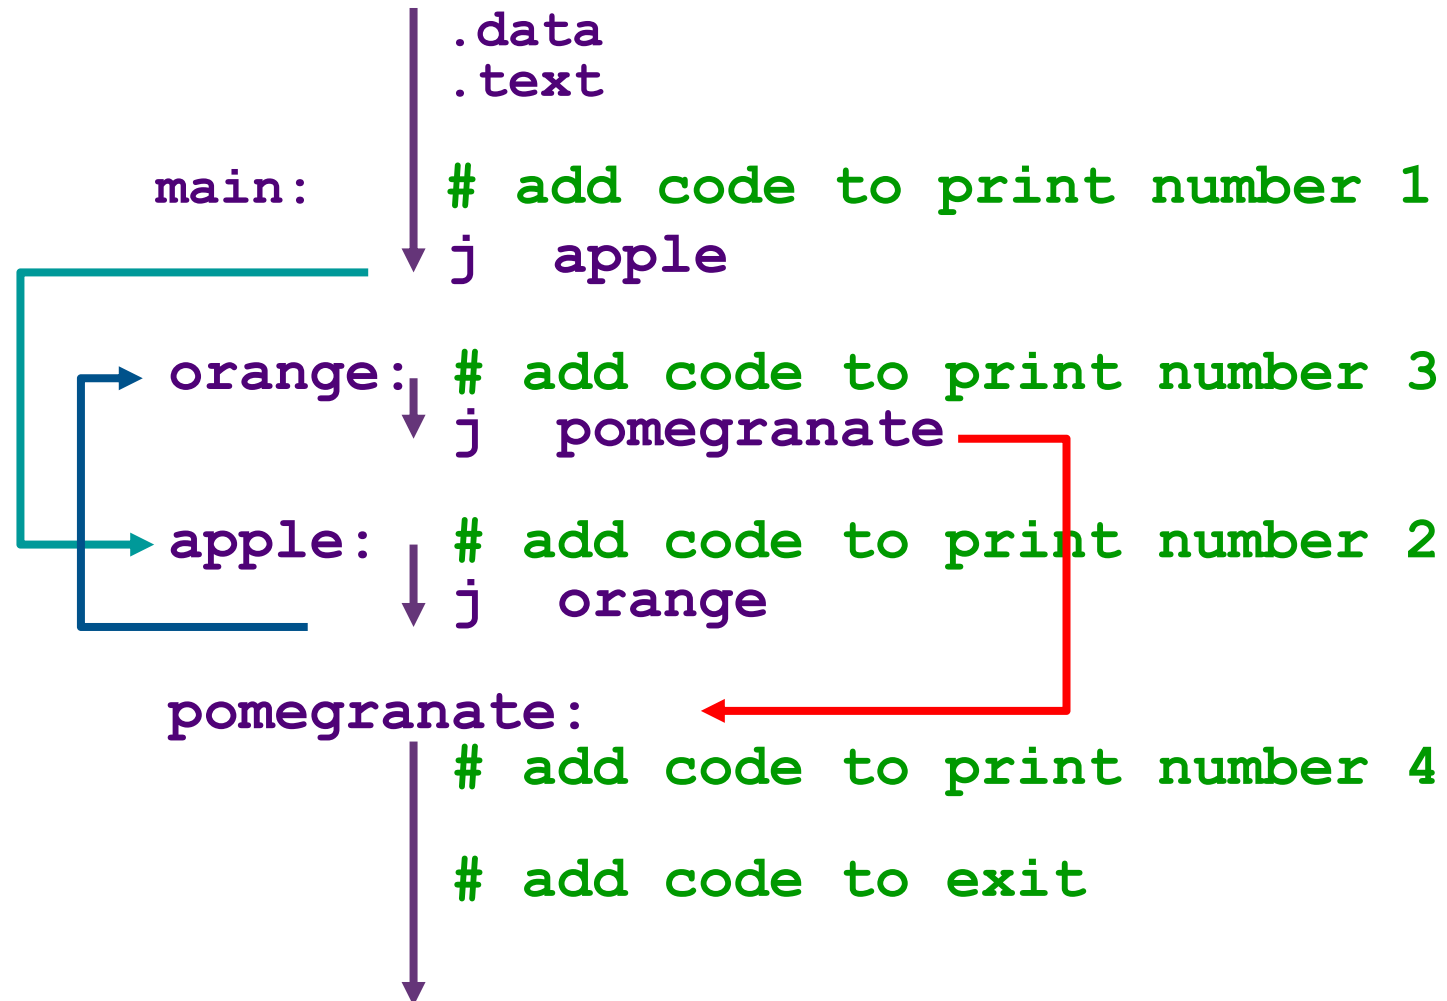 .data
.text
main: # add code to print number 1
j apple
orange: # add code to print number 3
j pomegranate
apple: # add code to print number 2
j orange
pomegranate:
# add code to print number 4
# add code to exit